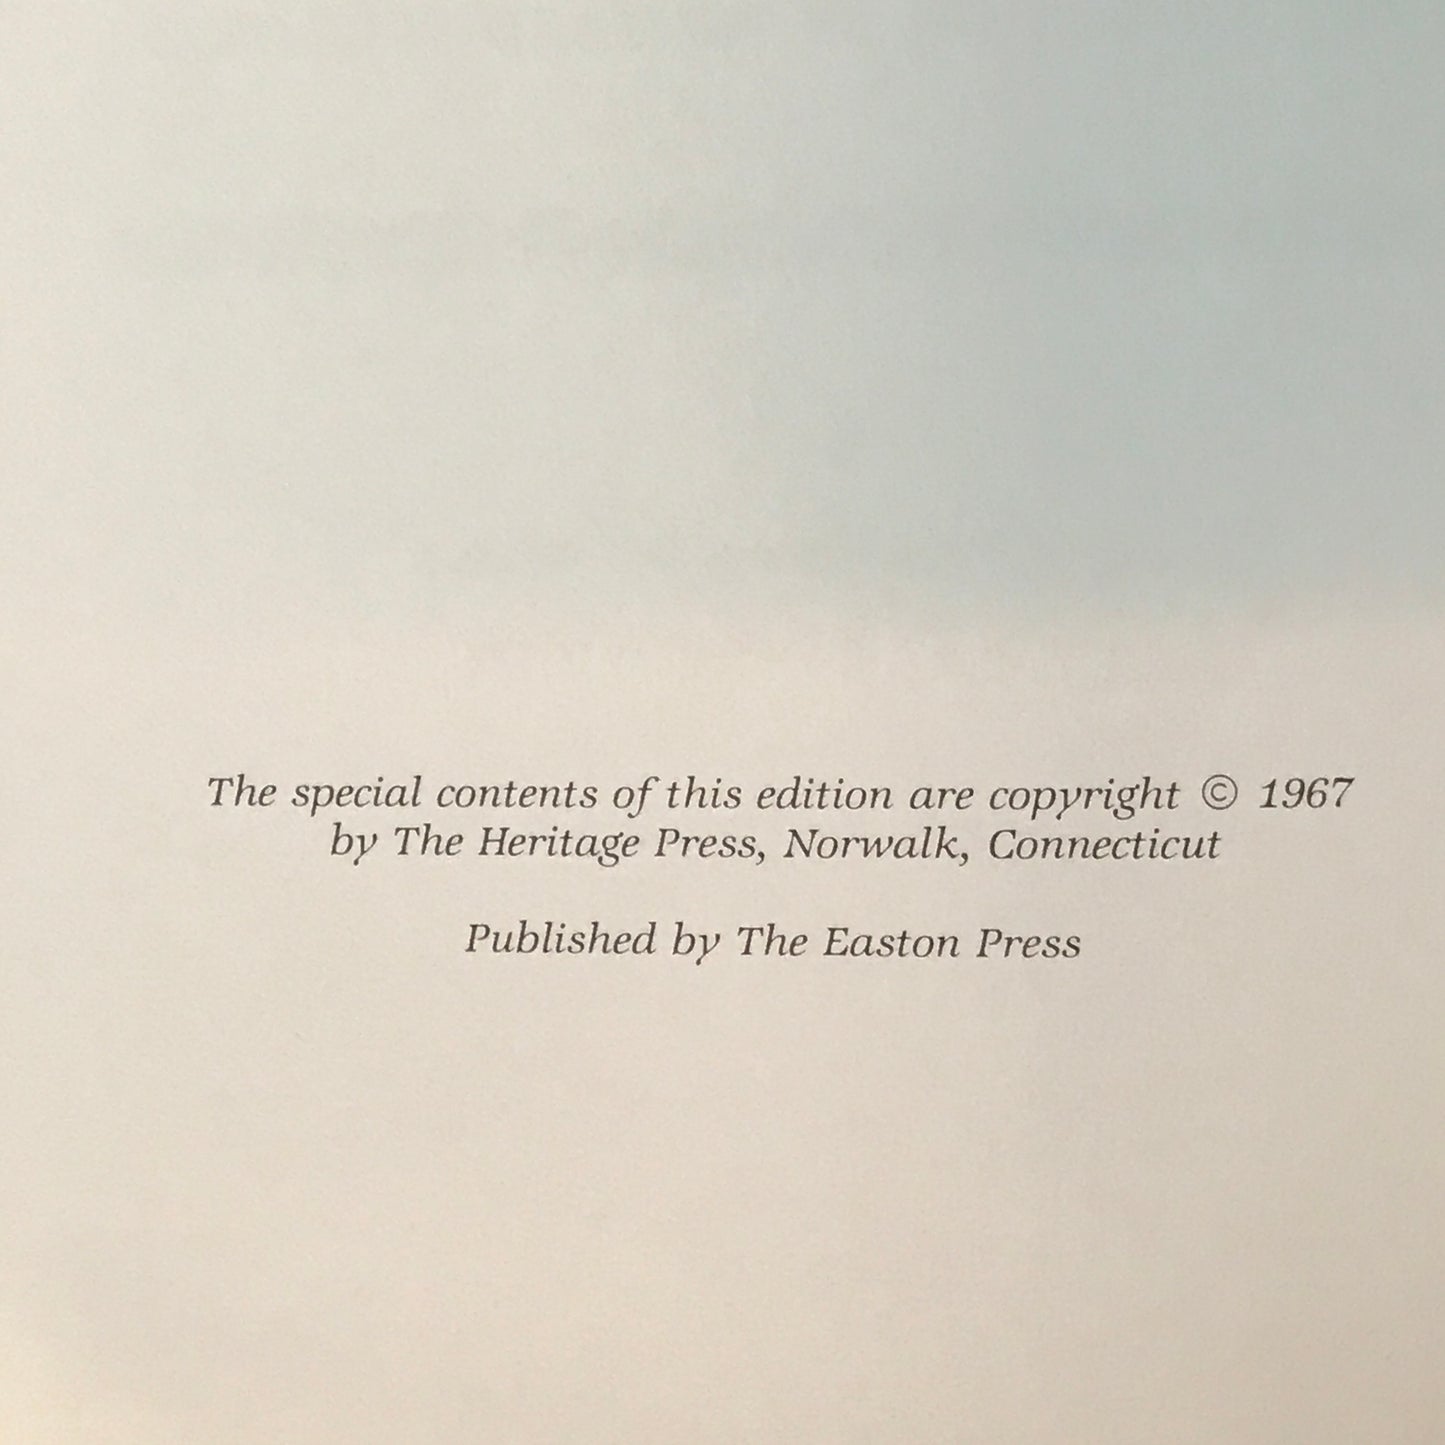 The special contents of this edition are copyright © 1967
by The Heritage Press, Norwalk, Connecticut
Published by The Easton Press